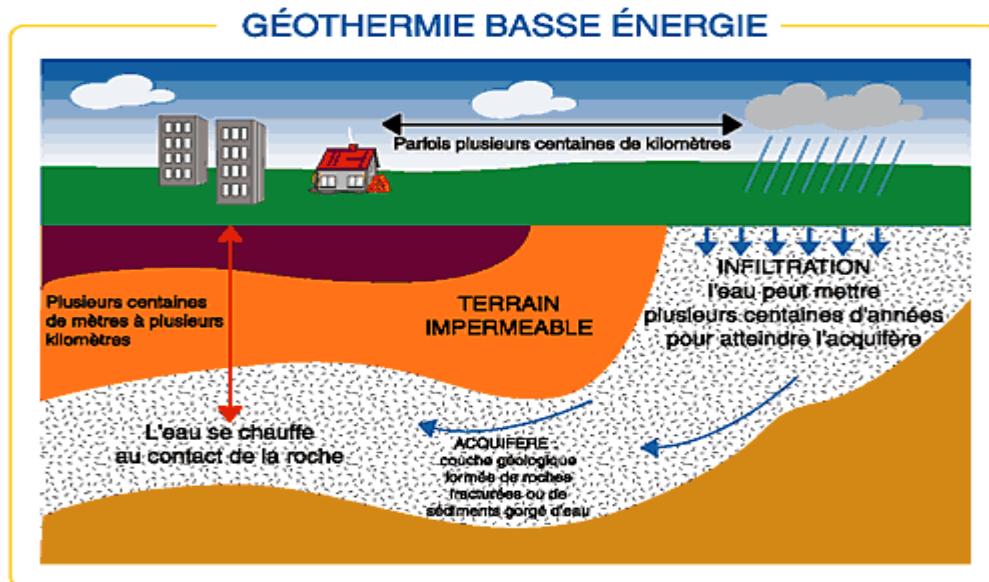 GÉOTHERMIE BASSE ÉNERGIE
Parfois plusieurs centaines de kilomètres
INFILTRATION
l'eau peut mettre
plusieurs centaines d'années
pour atteindre l'acquifère
Plusieurs centaines
de mètres à plusieurs
kilomètres
TERRAIN
IMPERMEABLE
L'eau se chauffe
au contact de la roche
ACQUIFERE :
couche géologique
formée de roches
fracturées ou de
sédiments gorgé d'eau